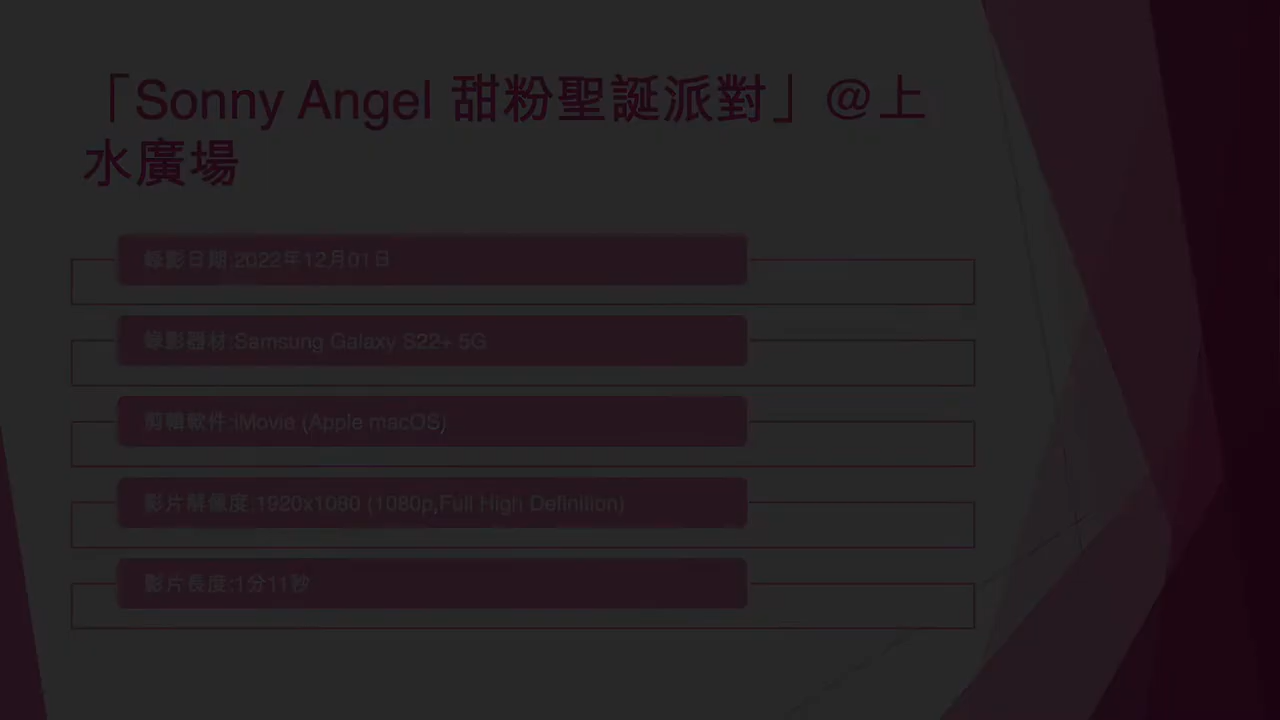 「Sonny Angel 甜粉聖誕派對」@上
水廣場
錄影日期:2022年12月01日
錄影器材:Samsung Galaxy S22+ 5G
剪輯軟件:iMovie (Apple macOS)
影片解像度:1920x1080 (1080p,Full High Definition)
影片長度:1分11秒